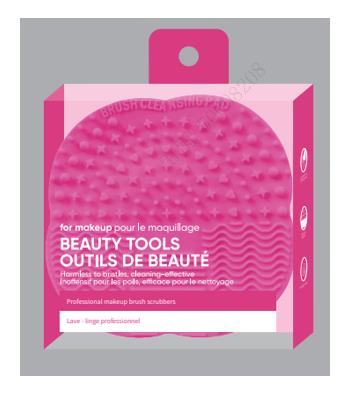 BRUSH CLEANSING PAD
for makeup pour le maquillage
BEAUTY TOOLS
OUTILS DE BEAUTÉ
Harmless to bristles, cleaning-effective
Inoffensif pour les poils, efficace pour le nettoyage
Professional makeup brush scrubbers
Lave - linge professionnel